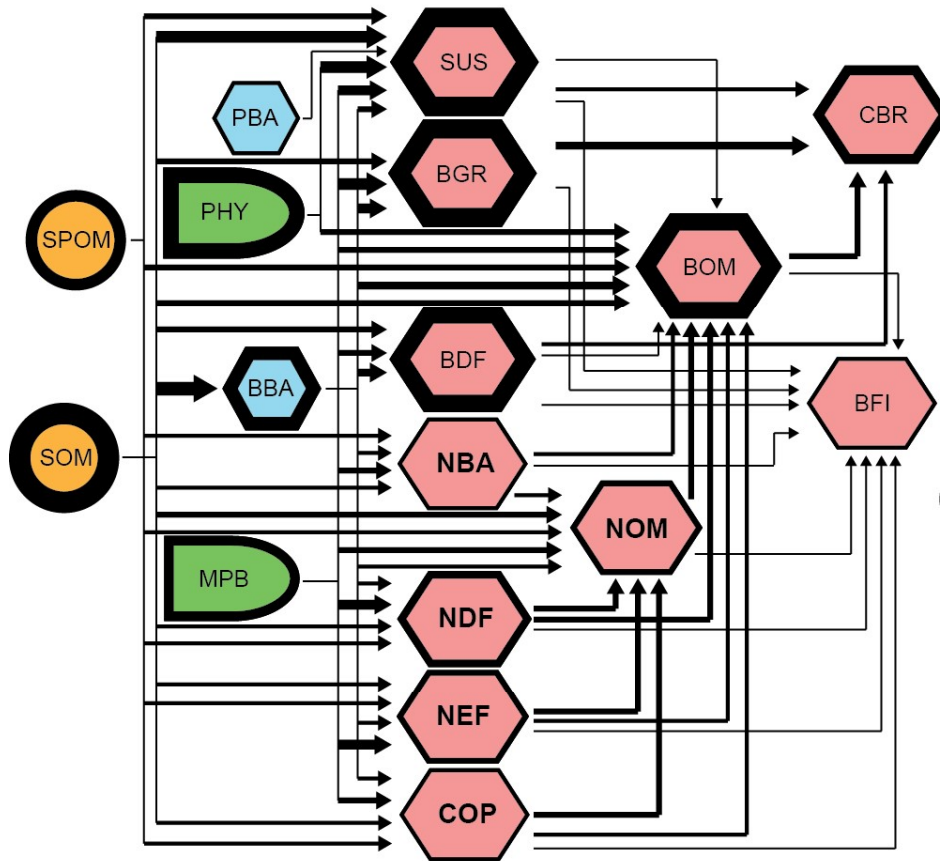 SUS
CBR
PBA
BGR
PHY
SPOM
BOM
BDF
BBA
BFI
SOM
NBA
NOM
MPB
NDF
NEF
COP